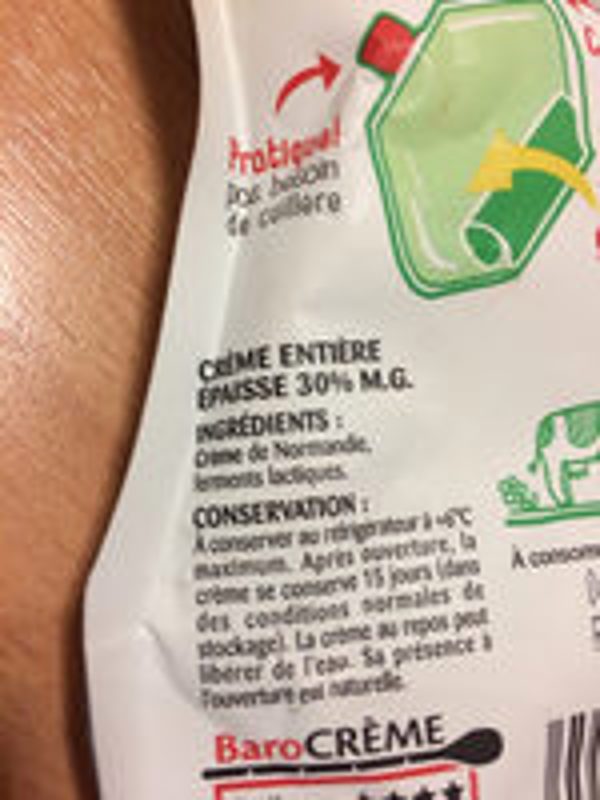 Pratique!
Pas besoin
de cuillère
CRÈME ENTIÈRE
ÉPAISSE 30% M.G.
INGRÉDIENTS :
Crème de Normandie,
ferments lactiques.
CONSERVATION :
À conserver au réfrigérateur à +6°C
maximum. Après ouverture, la
crème se conserve 15 jours (dans
des conditions normales de
stockage). La crème au repos peut
libérer de l'eau. Sa présence à
l'ouverture est naturelle.
À consom
BaroCRÈME